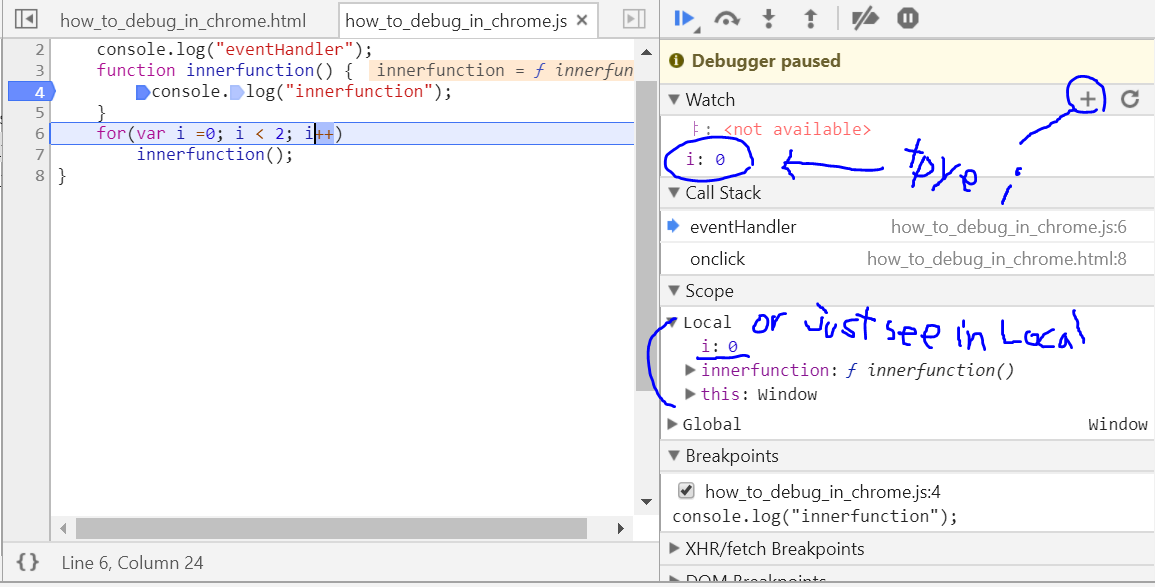 how_to_debug_in_chrome.html
how_to_debug_in_chrome.js ×
2 console.log("eventHandler");
3 function innerfunction() { innerfunction = ƒ innerfun
4 console.log("innerfunction");
5 }
6 for(var i =0; i < 2; i++)
7 innerfunction();
8 }
{} Line 6, Column 24
Debugger paused
Watch
: <not available>
i: 0
type i
Call Stack
eventHandler how_to_debug_in_chrome.js:6
onclick how_to_debug_in_chrome.html:8
Scope
Local
or Just see in Local
i: 0
innerfunction: ƒ innerfunction()
this: Window
Global Window
Breakpoints
how_to_debug_in_chrome.js:4
console.log("innerfunction");
XHR/fetch Breakpoints
DOM Breakpoints